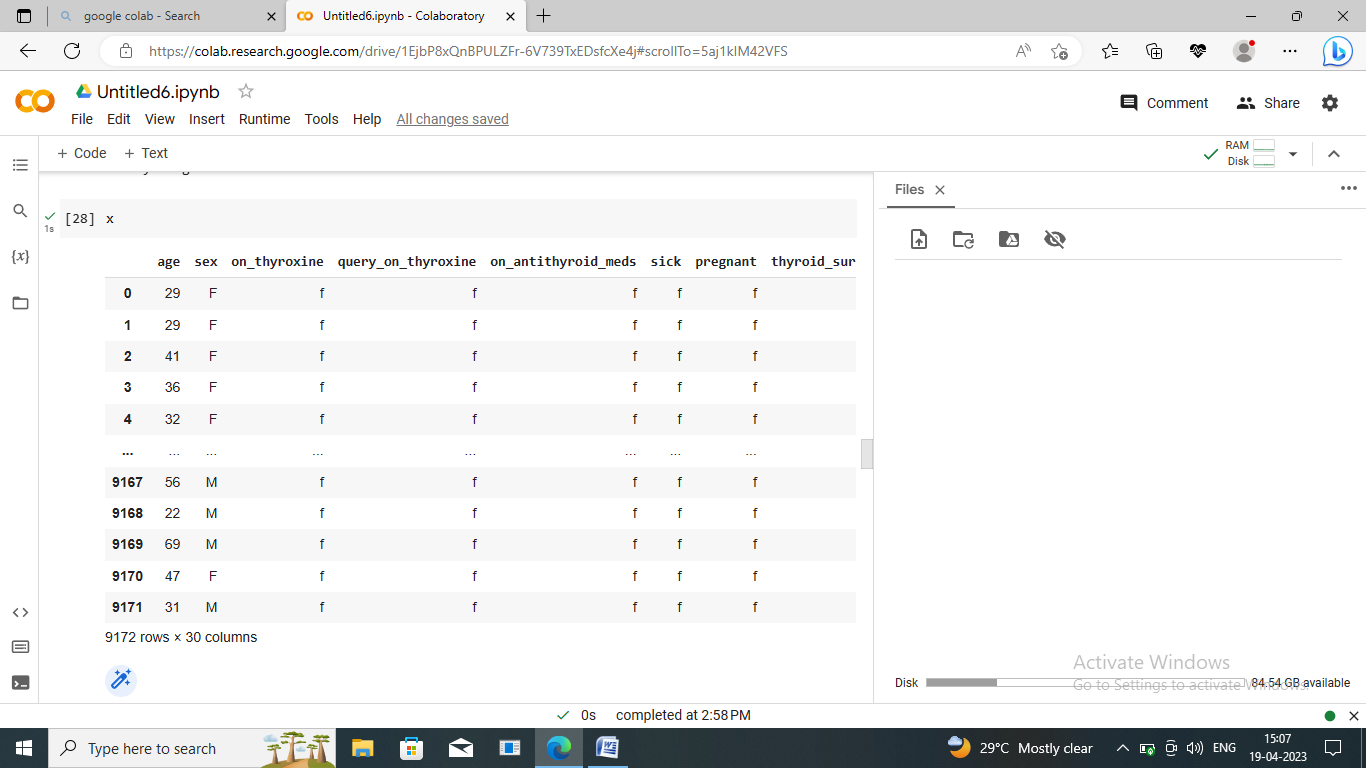 google colab - Search
Untitled6.ipynb - Colaboratory
https://colab.research.google.com/drive/1EjbP8xQnBPULZFr-6V739TxEDsfcXe4j#scrollTo=5aj1klM42VFS
Untitled6.ipynb
File Edit View Insert Runtime Tools Help All changes saved
Comment Share
+ Code + Text
RAM
Disk
Files
[28] x
1s
{x}
age sex on_thyroxine query_on_thyroxine on_antithyroid_meds sick pregnant thyroid_sur
0 29 F f f f f f
1 29 F f f f f f
2 41 F f f f f f
3 36 F f f f f f
4 32 F f f f f f
... ... ... ... ... ... ... ...
9167 56 M f f f f f
9168 22 M f f f f f
9169 69 M f f f f f
9170 47 F f f f f f
9171 31 M f f f f f
9172 rows × 30 columns
Activate Windows
Go to Settings to activate Windows.
Disk 84.54 GB available
0s completed at 2:58 PM
Type here to search
29°C Mostly clear
ENG
15:07
19-04-2023